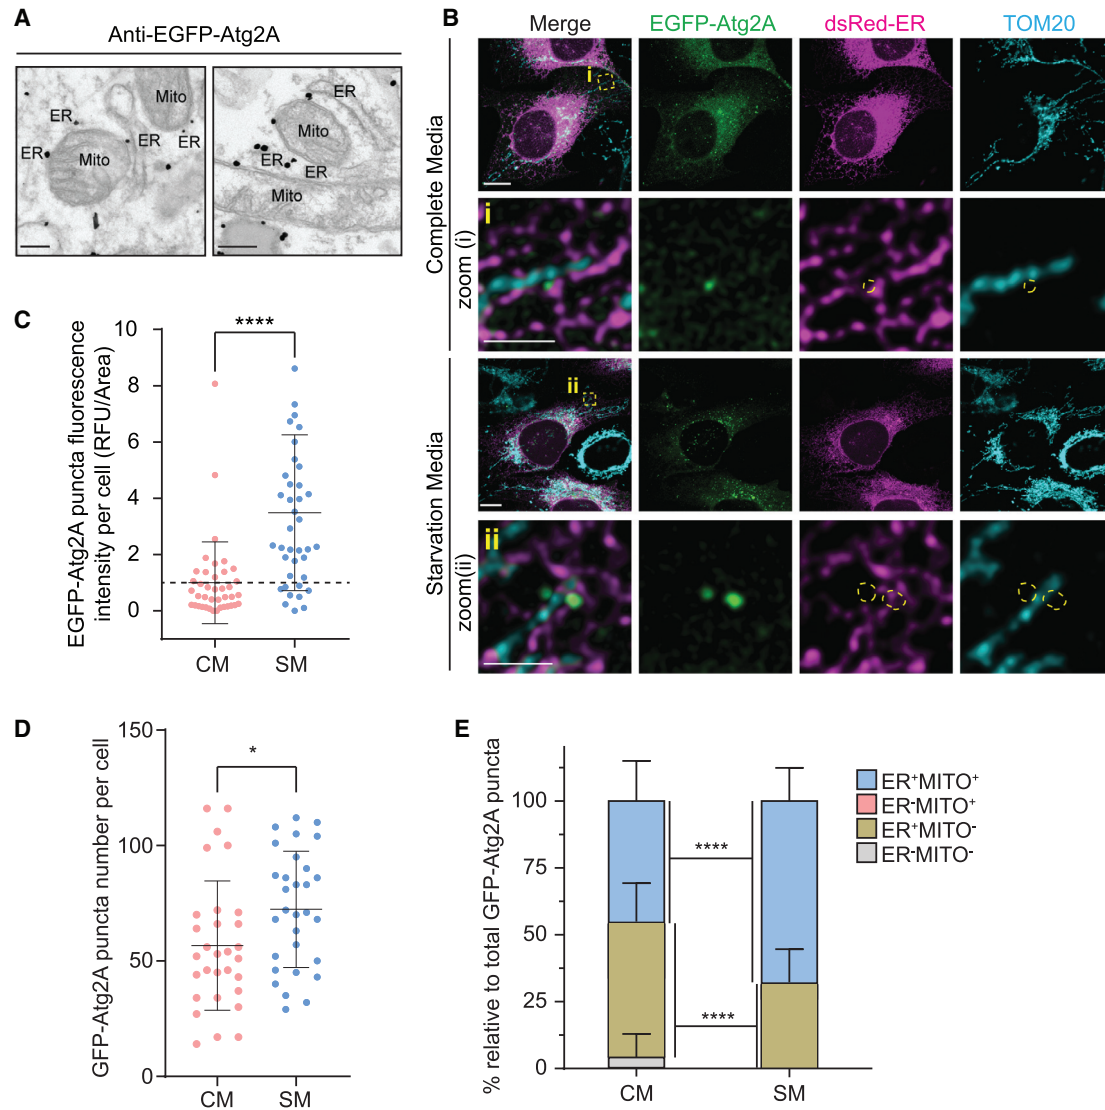 A
Anti-EGFP-Atg2A
ER
Mito
ER
ER
ER
Mito
ER
Mito
ER
ER
Mito
B
Merge
EGFP-Atg2A
dsRed-ER
TOM20
Complete Media
zoom (i)
Starvation Media
zoom(ii)
i
i
ii
ii
C
EGFP-Atg2A puncta fluorescence
intensity per cell (RFU/Area)
10
8
6
4
2
0
****
CM
SM
D
GFP-Atg2A puncta number per cell
150
100
50
0
*
CM
SM
E
% relative to total GFP-Atg2A puncta
100
75
50
25
0
****
****
CM
SM
ER⁺MITO⁺
ER⁻MITO⁺
ER⁺MITO⁻
ER⁻MITO⁻